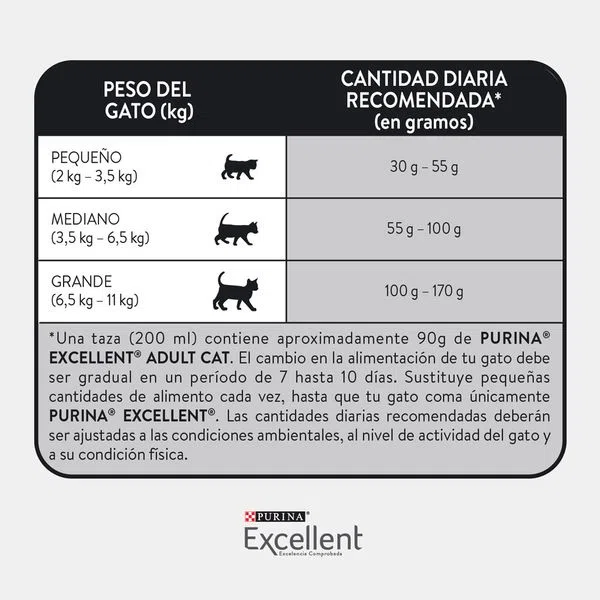 PESO DEL
GATO (kg)
CANTIDAD DIARIA
RECOMENDADA*
(en gramos)
PEQUEÑO
(2 kg – 3,5 kg)
30 g – 55 g
MEDIANO
(3,5 kg – 6,5 kg)
55 g – 100 g
GRANDE
(6,5 kg – 11 kg)
100 g – 170 g
*Una taza (200 ml) contiene aproximadamente 90g de PURINA®
EXCELLENT® ADULT CAT. El cambio en la alimentación de tu gato debe
ser gradual en un período de 7 hasta 10 días. Sustituye pequeñas
cantidades de alimento cada vez, hasta que tu gato coma únicamente
PURINA® EXCELLENT®. Las cantidades diarias recomendadas deberán
ser ajustadas a las condiciones ambientales, al nivel de actividad del gato y
a su condición física.
PURINA®
Excellent
Excelencia Comprobada